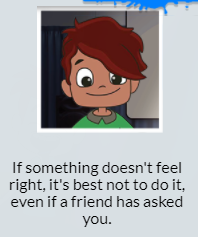 If something doesn't feel
right, it's best not to do it,
even if a friend has asked
you.